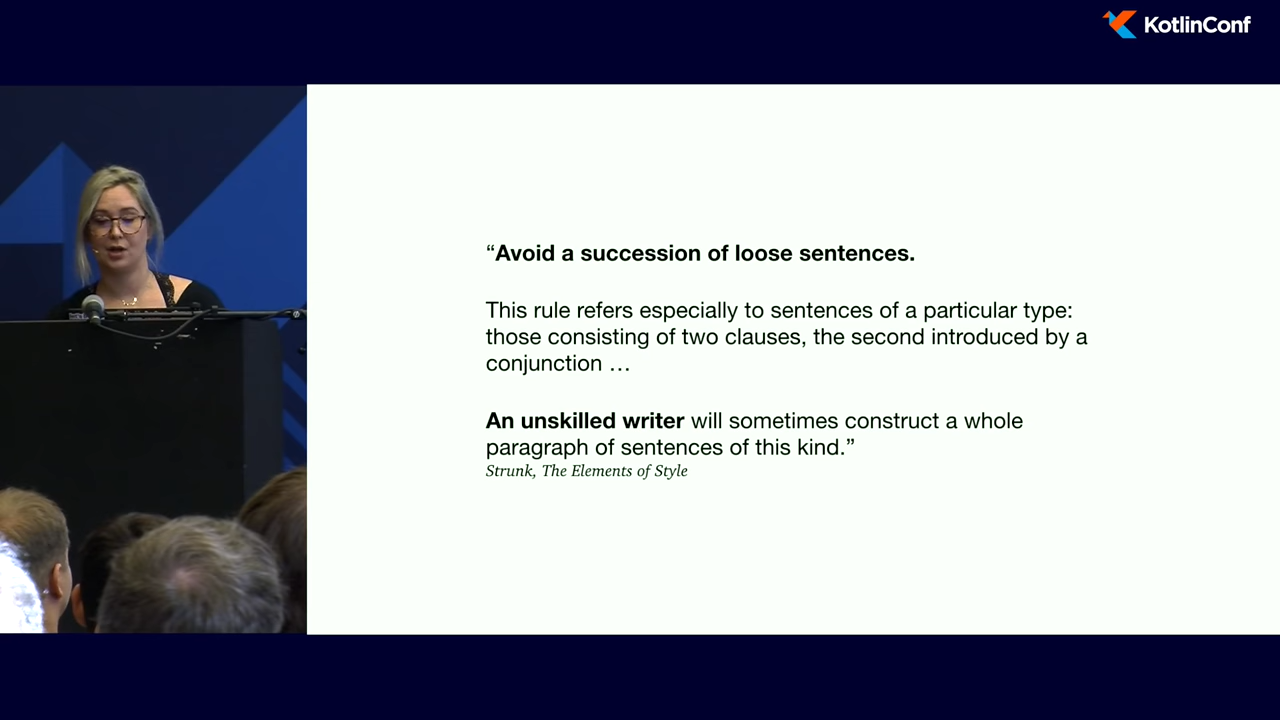 KotlinConf
“Avoid a succession of loose sentences.
This rule refers especially to sentences of a particular type:
those consisting of two clauses, the second introduced by a
conjunction …
An unskilled writer will sometimes construct a whole
paragraph of sentences of this kind.”
Strunk, The Elements of Style